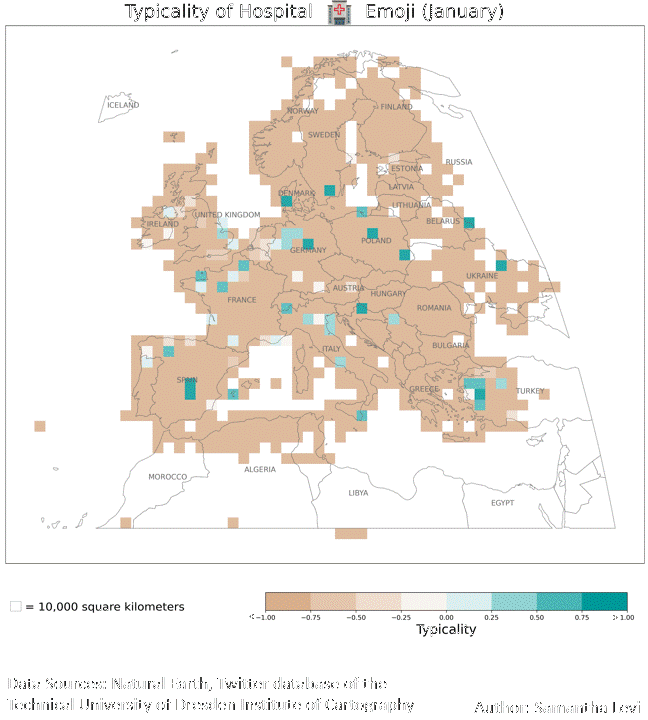 Typicality of Hospital 🏥 Emoji (January)
ICELAND
NORWAY
FINLAND
SWEDEN
RUSSIA
ESTONIA
LATVIA
DENMARK
LITHUANIA
UNITED KINGDOM
IRELAND
BELARUS
POLAND
GERMANY
UKRAINE
AUSTRIA
HUNGARY
FRANCE
ROMANIA
ITALY
BULGARIA
SPAIN
GREECE
TURKEY
MOROCCO
ALGERIA
LIBYA
EGYPT
= 10,000 square kilometers
<-1.00 −0.75 −0.50 −0.25 0.00 0.25 0.50 0.75 >1.00
Typicality
Data Sources: Natural Earth, Twitter database of the
Technical University of Dresden Institute of Cartography
Author: Samantha Levi